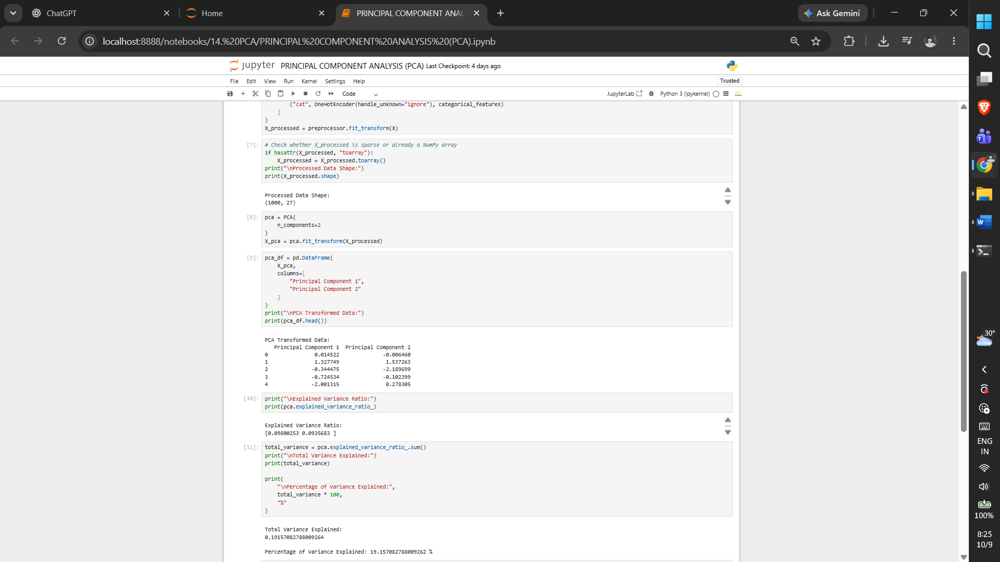 ChatGPT
Home
PRINCIPAL COMPONENT ANAL
Ask Gemini
localhost:8888/notebooks/14.%20PCA/PRINCIPAL%20COMPONENT%20ANALYSIS%20(PCA).ipynb
jupyter PRINCIPAL COMPONENT ANALYSIS (PCA) Last Checkpoint: 4 days ago
File Edit View Run Kernel Settings Help
Trusted
Code
JupyterLab
Python 3 (ipykernel)
("cat", OneHotEncoder(handle_unknown="ignore"), categorical_features)
]
)
X_processed = preprocessor.fit_transform(X)
[7]:
# Check whether X_processed is sparse or already a NumPy array
if hasattr(X_processed, "toarray"):
X_processed = X_processed.toarray()
print("\nProcessed Data Shape:")
print(X_processed.shape)
Processed Data Shape:
(1000, 27)
[8]:
pca = PCA(
n_components=2
)
X_pca = pca.fit_transform(X_processed)
[9]:
pca_df = pd.DataFrame(
X_pca,
columns=[
"Principal Component 1",
"Principal Component 2"
]
)
print("\nPCA Transformed Data:")
print(pca_df.head())
PCA Transformed Data:
Principal Component 1 Principal Component 2
0 0.014522 -0.006460
1 1.327749 1.537263
2 -0.344475 -2.189699
3 -0.724534 -0.102399
4 -2.001315 0.278305
[10]:
print("\nExplained Variance Ratio:")
print(pca.explained_variance_ratio_)
Explained Variance Ratio:
[0.09800253 0.0935683 ]
[11]:
total_variance = pca.explained_variance_ratio_.sum()
print("\nTotal Variance Explained:")
print(total_variance)
print(
"\nPercentage of Variance Explained:",
total_variance * 100,
"%"
)
Total Variance Explained:
0.19157082788009264
Percentage of Variance Explained: 19.157082788009262 %
30°
ENG
IN
100%
8:25
10/9